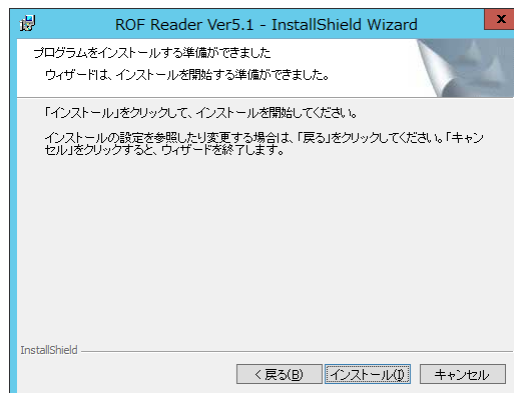 ROF Reader Ver5.1 - InstallShield Wizard
x
プログラムをインストールする準備ができました
ウィザードは、インストールを開始する準備ができました。
「インストール」をクリックして、インストールを開始してください。
インストールの設定を参照したり変更する場合は、「戻る」をクリックしてください。「キャン
セル」をクリックすると、ウィザードを終了します。
InstallShield
< 戻る(B) インストール(I) キャンセル